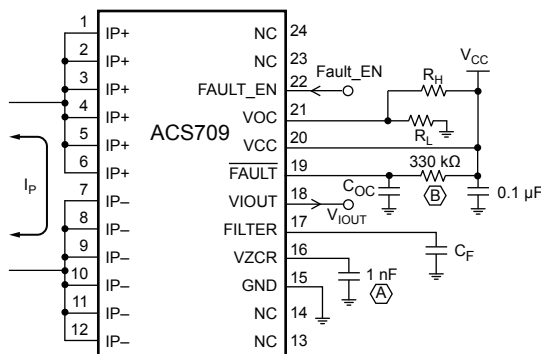 1 IP+ NC 24
2 IP+ NC 23
3 IP+ FAULT_EN 22 Fault_EN
4 IP+ VOC 21
5 IP+ VCC 20
6 IP+ FAULT 19
7 IP– VIOUT 18
8 IP– FILTER 17
9 IP– VZCR 16
10 IP– GND 15
11 IP– NC 14
12 IP– NC 13
ACS709
IP
VCC
RH
RL
330 kΩ
B
COC
0.1 µF
VIOUT
CF
1 nF
A